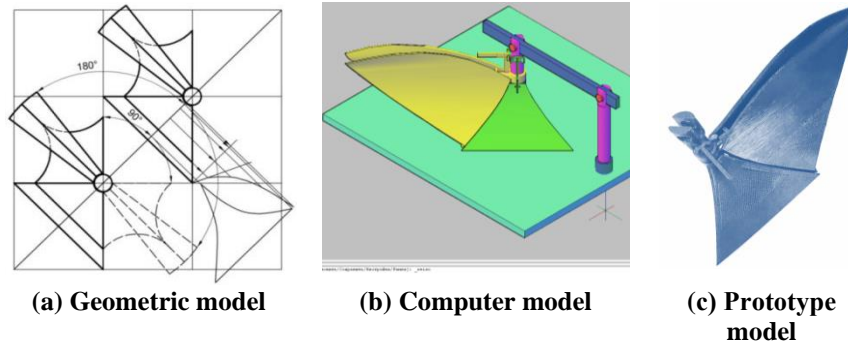 180°
90°
(a) Geometric model
(b) Computer model
(c) Prototype
model